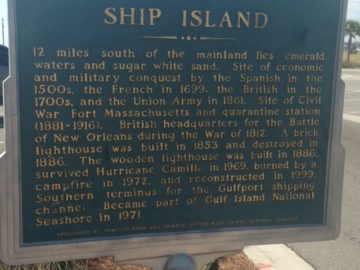 SHIP ISLAND
12 miles south of the mainland lies emerald
waters and sugar white sand. Site of economic
and military conquest by the Spanish in the
1500s, the French in 1699, the British in the
1700s, and the Union Army in 1861. Site of Civil
War Fort Massachusetts and quarantine station
(1881-1916). British headquarters for the Battle
of New Orleans during the War of 1812. A brick
lighthouse was built in 1853 and destroyed in
1886. The wooden lighthouse was built in 1886,
survived Hurricane Camille in 1969, burned by a
campfire in 1972, and reconstructed in 1999.
Southern terminus for the Gulfport shipping
channel. Became part of Gulf Island National
Seashore in 1971.